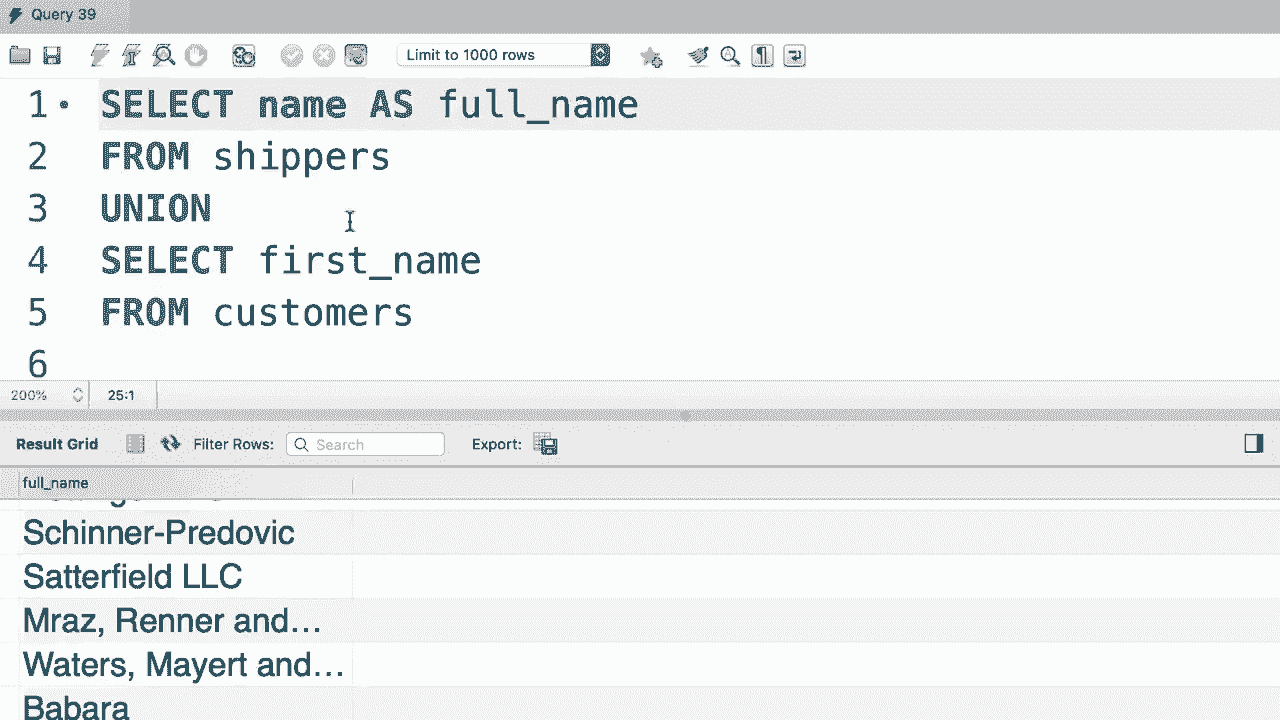 Query 39
Limit to 1000 rows
1 SELECT name AS full_name
2 FROM shippers
3 UNION
4 SELECT first_name
5 FROM customers
6
200% 25:1
Result Grid Filter Rows: Search Export:
full_name
Schinner-Predovic
Satterfield LLC
Mraz, Renner and...
Waters, Mayert and...
Babara